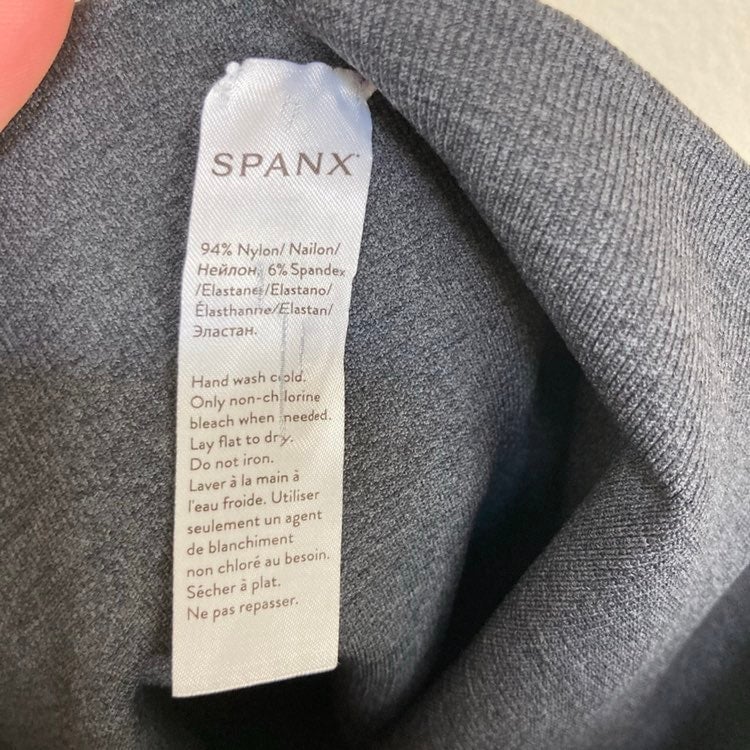 SPANX
94% Nylon/ Nailon/
Нейлон, 6% Spandex
/Elastane/Elastano/
Élasthanne/Elastan/
Эластан.
Hand wash cold.
Only non-chlorine
bleach when needed.
Lay flat to dry.
Do not iron.
Laver à la main à
l'eau froide. Utiliser
seulement un agent
de blanchiment
non chloré au besoin.
Sécher à plat.
Ne pas repasser.